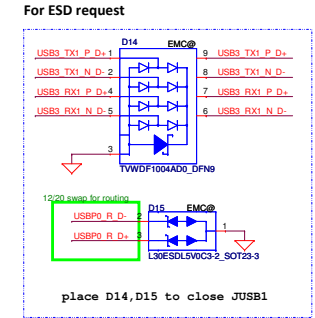 For ESD request
D14 EMC@
USB3_TX1_P_D+ 1 9 USB3_TX1_P_D+
USB3_TX1_N_D- 2 8 USB3_TX1_N_D-
USB3_RX1_P_D+ 4 7 USB3_RX1_P_D+
USB3_RX1_N_D- 5 6 USB3_RX1_N_D-
3
TVWDF1004AD0_DFN9
12/20 swap for routing
D15 EMC@
USBP0_R_D- 2
1
USBP0_R_D+ 3
L30ESDL5V0C3-2_SOT23-3
place D14,D15 to close JUSB1